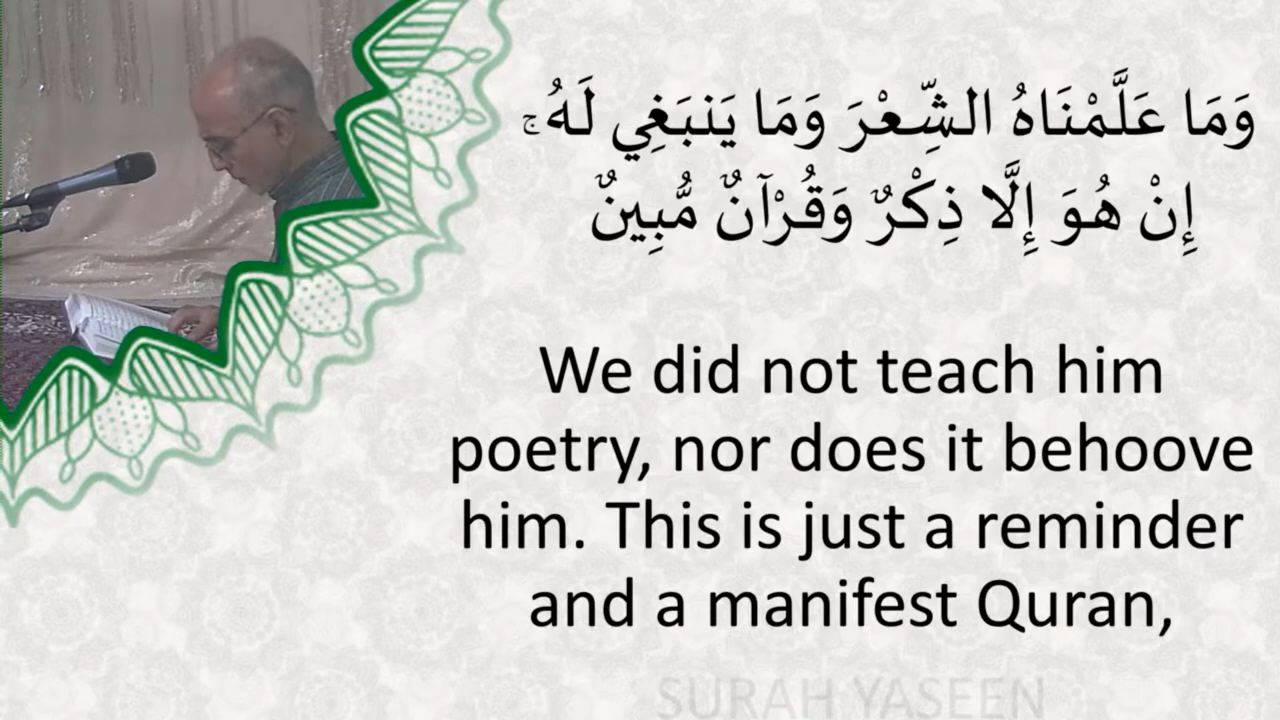 وَمَا عَلَّمْنَاهُ الشِّعْرَ وَمَا يَنبَغِي لَهُ ۚ
إِنْ هُوَ إِلَّا ذِكْرٌ وَقُرْآنٌ مُّبِينٌ
We did not teach him
poetry, nor does it behoove
him. This is just a reminder
and a manifest Quran,
SURAH YASEEN